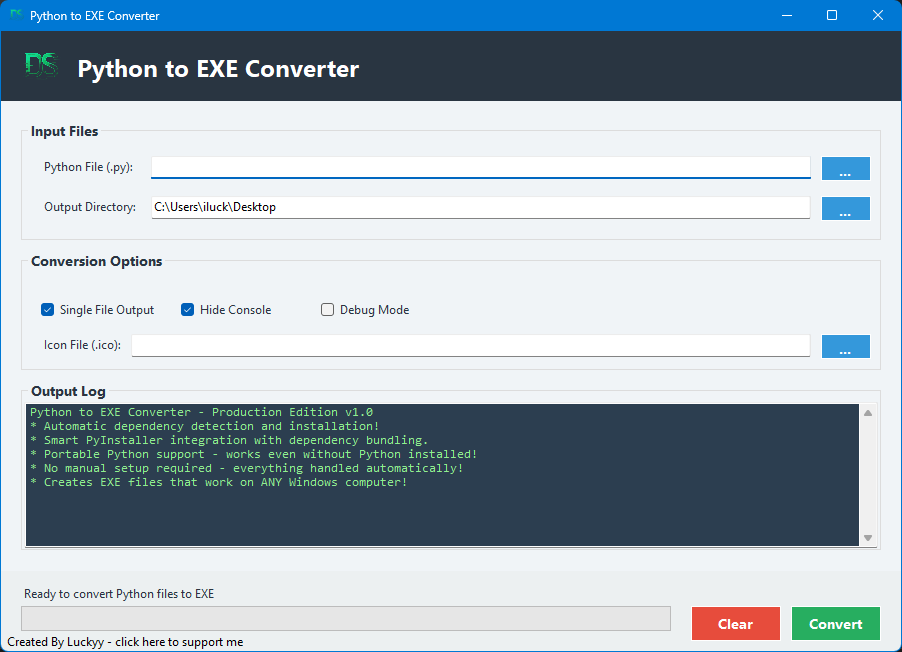 DS Python to EXE Converter
DS Python to EXE Converter
Input Files
Python File (.py): ...
Output Directory: C:\Users\iluck\Desktop ...
Conversion Options
Single File Output Hide Console Debug Mode
Icon File (.ico): ...
Output Log
Python to EXE Converter - Production Edition v1.0
* Automatic dependency detection and installation!
* Smart PyInstaller integration with dependency bundling.
* Portable Python support - works even without Python installed!
* No manual setup required - everything handled automatically!
* Creates EXE files that work on ANY Windows computer!
Ready to convert Python files to EXE
Clear Convert
Created By Luckyy - click here to support me